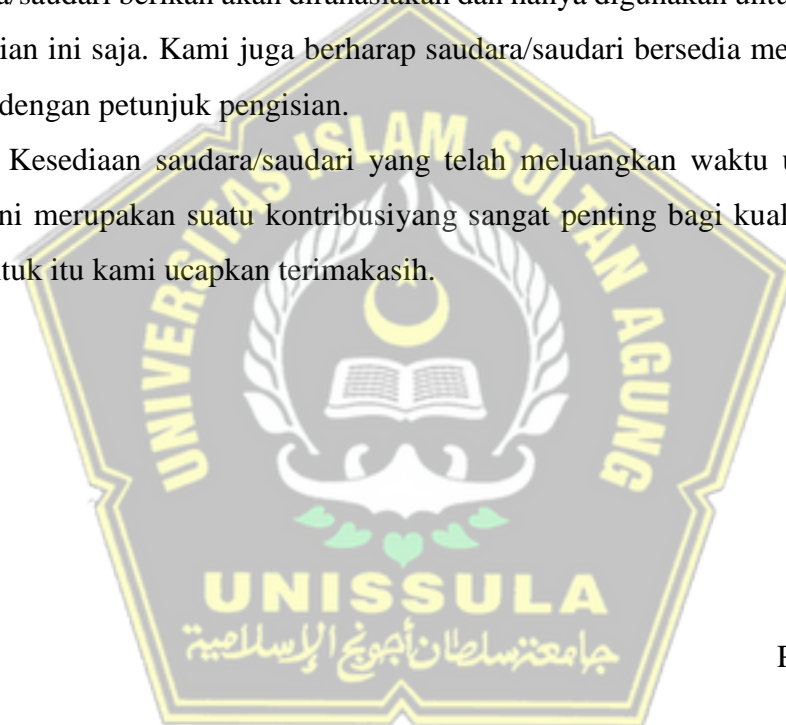 a/saudari berikan akan dirahasiakan dan hanya digunakan untu
ian ini saja. Kami juga berharap saudara/saudari bersedia me
dengan petunjuk pengisian.
Kesediaan saudara/saudari yang telah meluangkan waktu u
ni merupakan suatu kontribusiyang sangat penting bagi kual
tuk itu kami ucapkan terimakasih.
UNIVERSITAS ISLAM SULTAN AGUNG
UNISSULA
جامعنسلطان أجونج الإسلامية